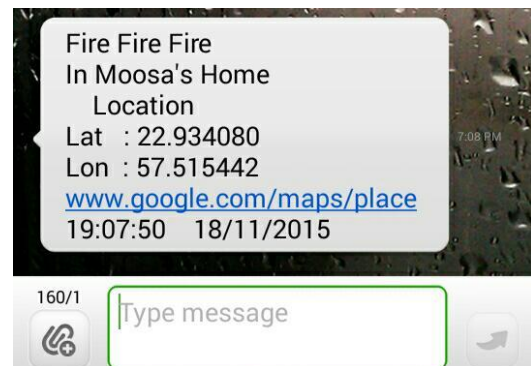 Fire Fire Fire
In Moosa's Home
Location
Lat : 22.934080
Lon : 57.515442
www.google.com/maps/place
19:07:50 18/11/2015
7:08 PM
160/1
Type message